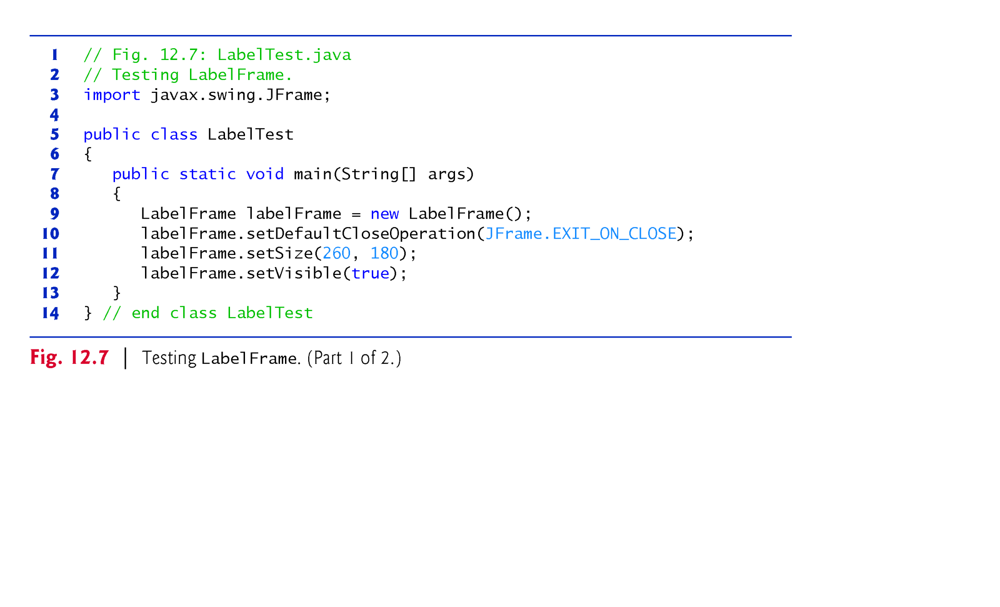 1 // Fig. 12.7: LabelTest.java
2 // Testing LabelFrame.
3 import javax.swing.JFrame;
4
5 public class LabelTest
6 {
7    public static void main(String[] args)
8    {
9       LabelFrame labelFrame = new LabelFrame();
10       labelFrame.setDefaultCloseOperation(JFrame.EXIT_ON_CLOSE);
11       labelFrame.setSize(260, 180);
12       labelFrame.setVisible(true);
13    }
14 } // end class LabelTest
Fig. 12.7 | Testing LabelFrame. (Part 1 of 2.)